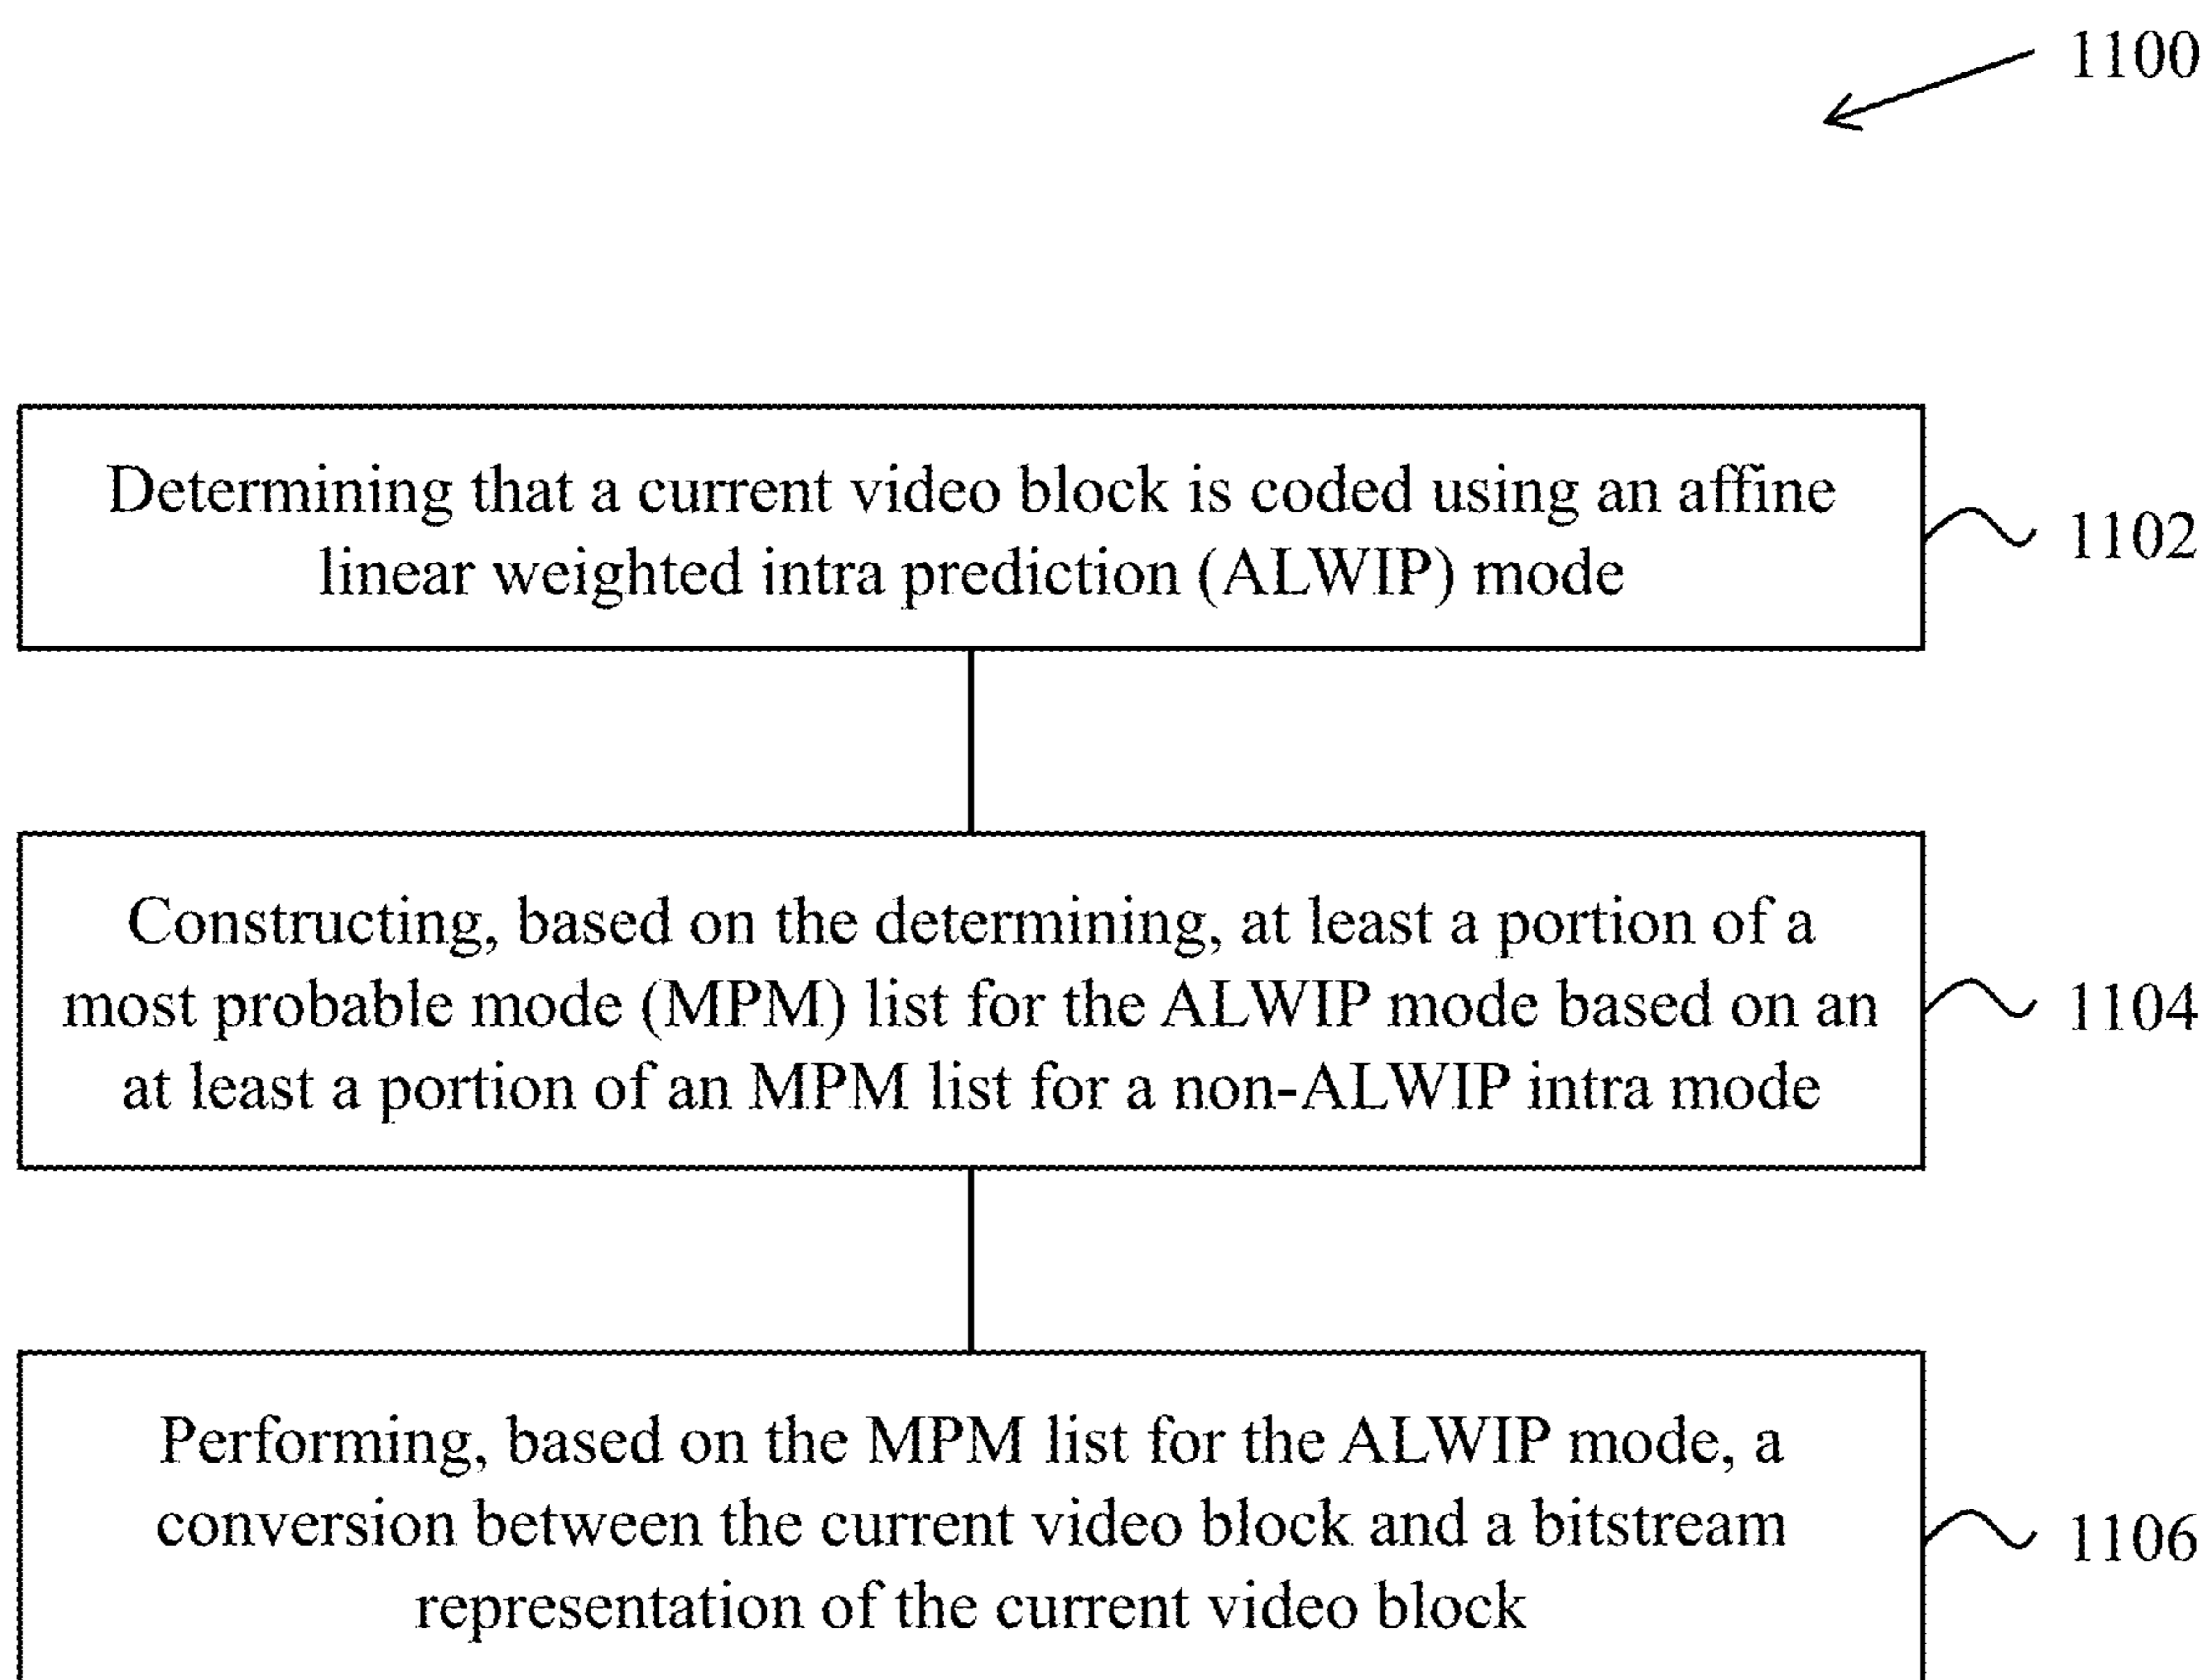 1100
Determining that a current video block is coded using an affine
linear weighted intra prediction (ALWIP) mode
1102
Constructing, based on the determining, at least a portion of a
most probable mode (MPM) list for the ALWIP mode based on an
at least a portion of an MPM list for a non-ALWIP intra mode
1104
Performing, based on the MPM list for the ALWIP mode, a
conversion between the current video block and a bitstream
representation of the current video block
1106